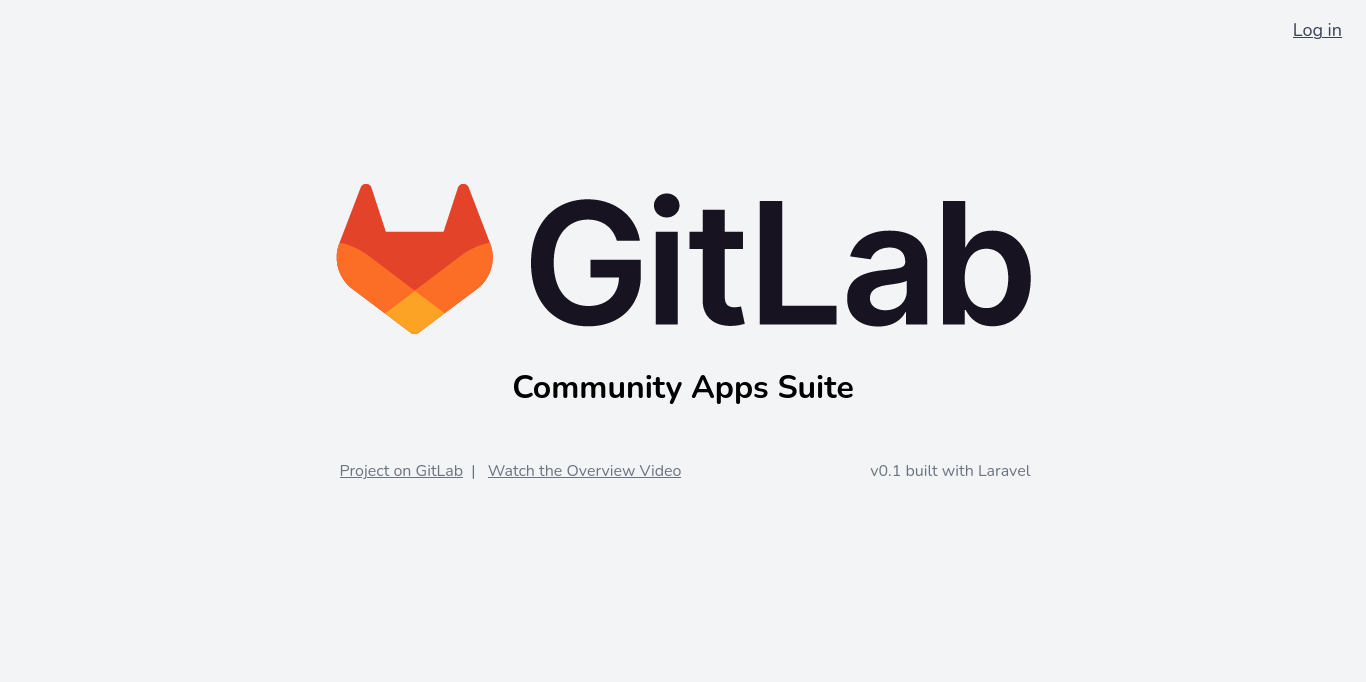 Log in
GitLab
Community Apps Suite
Project on GitLab | Watch the Overview Video
v0.1 built with Laravel